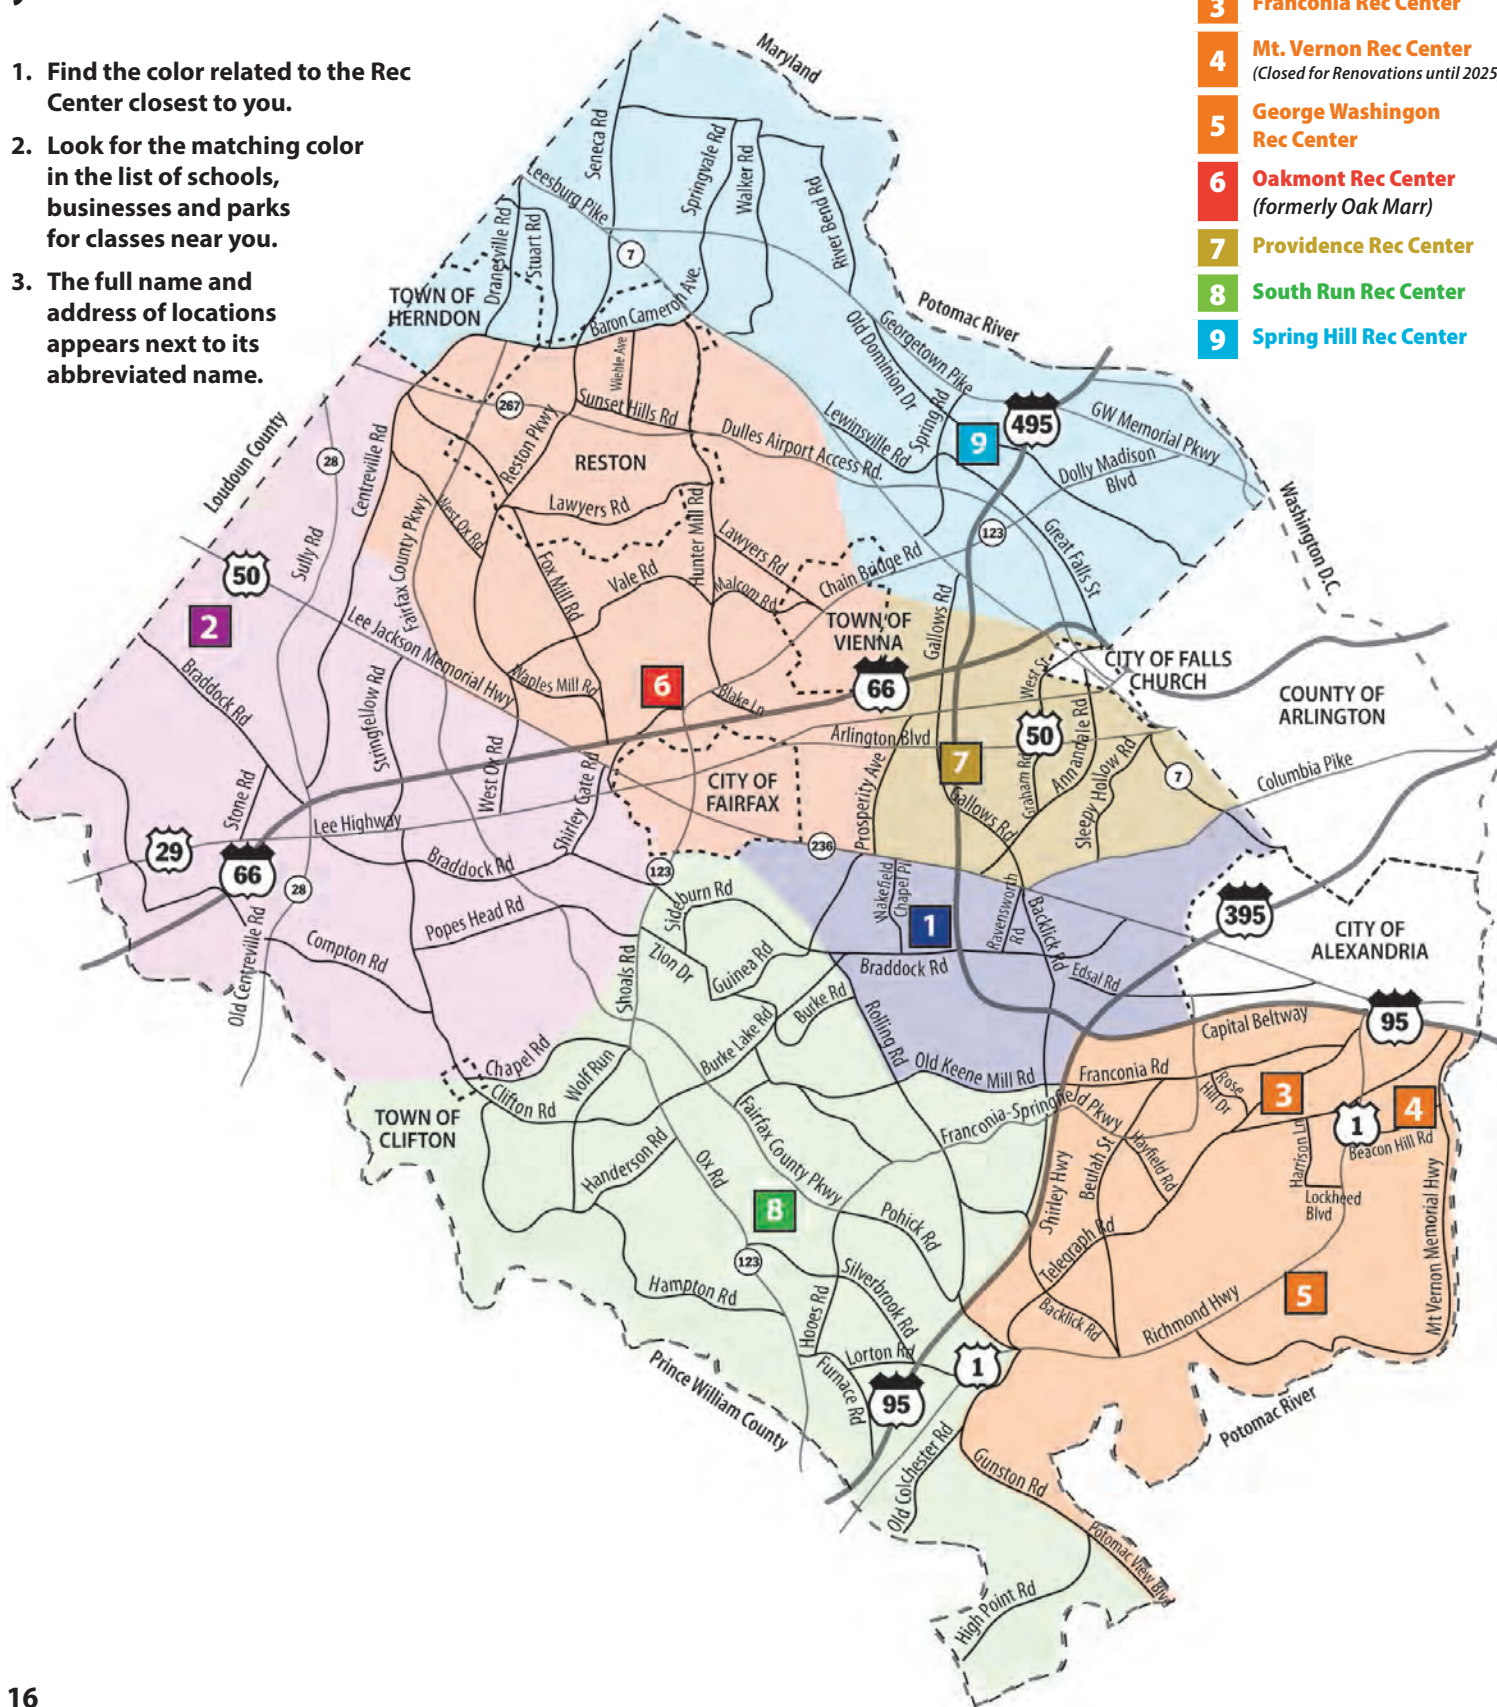 1. Find the color related to the Rec
Center closest to you.
2. Look for the matching color
in the list of schools,
businesses and parks
for classes near you.
3. The full name and
address of locations
appears next to its
abbreviated name.
3 Franconia Rec Center
4 Mt. Vernon Rec Center
(Closed for Renovations until 2025
5 George Washingon
Rec Center
6 Oakmont Rec Center
(formerly Oak Marr)
7 Providence Rec Center
8 South Run Rec Center
9 Spring Hill Rec Center
Maryland
Seneca Rd
Springvale Rd
Walker Rd
River Bend Rd
Leesburg Pike
Dranesville Rd
Stuart Rd
7
TOWN OF
HERNDON
Baron Cameron Ave.
Potomac River
Georgetown Pike
Old Dominion Dr
Wiehle Ave
267
Sunset Hills Rd
Reston Pkwy
RESTON
Dulles Airport Access Rd.
Lewinsville Rd
Spring Rd
9
495
GW Memorial Pkwy
Dolly Madison
Blvd
Loudoun County
28
Centreville Rd
Fairfax County Pkwy
West Ox Rd
Lawyers Rd
Hunter Mill Rd
Lawyers Rd
Washington D.C.
Sully Rd
Fox Mill Rd
Vale Rd
Malcom Rd
Chain Bridge Rd
123
Great Falls St
50
2
Lee Jackson Memorial Hwy
TOWN OF
VIENNA
Gallows Rd
Braddock Rd
Stringfellow Rd
Waples Mill Rd
6
Blake Ln
66
West St
CITY OF FALLS
CHURCH
COUNTY OF
ARLINGTON
West Ox Rd
Shirley Gate Rd
Arlington Blvd
50
Annandale Rd
CITY OF
FAIRFAX
Prosperity Ave
7
Graham Rd
Sleepy Hollow Rd
7
Columbia Pike
Stone Rd
Lee Highway
Gallows Rd
29
66
28
Braddock Rd
123
236
Sideburn Rd
Wakefield
Chapel Pl
1
Ravensworth
Rd
Backlick Rd
395
CITY OF
ALEXANDRIA
Old Centreville Rd
Compton Rd
Popes Head Rd
Shoals Rd
Zion Dr
Guinea Rd
Braddock Rd
Edsal Rd
Burke Rd
Rolling Rd
Burke Lake Rd
Capital Beltway
95
Chapel Rd
Wolf Run
Old Keene Mill Rd
Franconia Rd
Rose
Hill Dr
3
4
TOWN OF
CLIFTON
Clifton Rd
Fairfax County Pkwy
Franconia-Springfield Pkwy
1
Beacon Hill Rd
Handerson Rd
Ox Rd
Shirley Hwy
Beulah St
Hayfield Rd
Harrison Ln
Lockheed
Blvd
8
Pohick Rd
Telegraph Rd
Mt Vernon Memorial Hwy
123
Hampton Rd
Silverbrook Rd
Hooes Rd
Backlick Rd
Richmond Hwy
5
Prince William County
Lorton Rd
1
Furnace Rd
95
Potomac River
Old Colchester Rd
Gunston Rd
Potomac View Blvd
High Point Rd
16